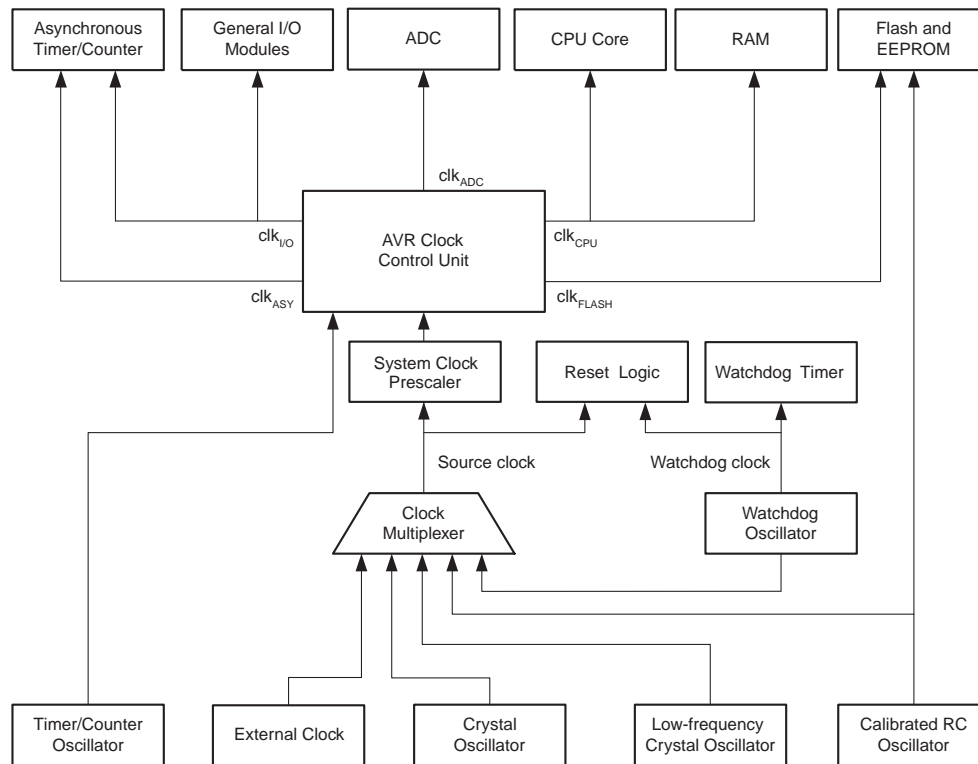 Asynchronous
Timer/Counter
General I/O
Modules
ADC
CPU Core
RAM
Flash and
EEPROM
clkADC
clkI/O
AVR Clock
Control Unit
clkCPU
clkASY
clkFLASH
System Clock
Prescaler
Reset Logic
Watchdog Timer
Source clock
Watchdog clock
Clock
Multiplexer
Watchdog
Oscillator
Timer/Counter
Oscillator
External Clock
Crystal
Oscillator
Low-frequency
Crystal Oscillator
Calibrated RC
Oscillator